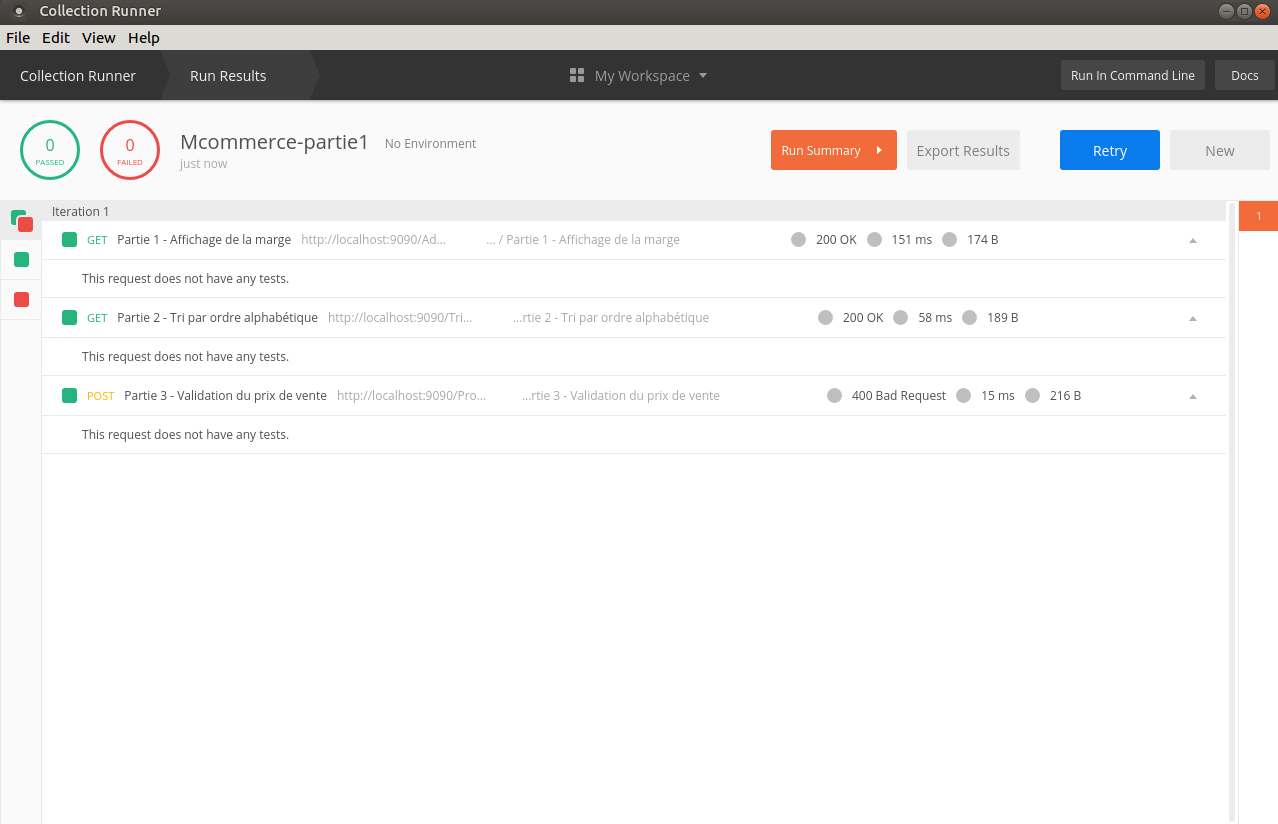 Collection Runner
File Edit View Help
Collection Runner Run Results My Workspace Run In Command Line Docs
0 PASSED
0 FAILED
Mcommerce-partie1 No Environment
just now
Run Summary Export Results Retry New
Iteration 1
1
GET Partie 1 - Affichage de la marge http://localhost:9090/Ad... ... / Partie 1 - Affichage de la marge 200 OK 151 ms 174 B
This request does not have any tests.
GET Partie 2 - Tri par ordre alphabétique http://localhost:9090/Tri... ...rtie 2 - Tri par ordre alphabétique 200 OK 58 ms 189 B
This request does not have any tests.
POST Partie 3 - Validation du prix de vente http://localhost:9090/Pro... ...rtie 3 - Validation du prix de vente 400 Bad Request 15 ms 216 B
This request does not have any tests.